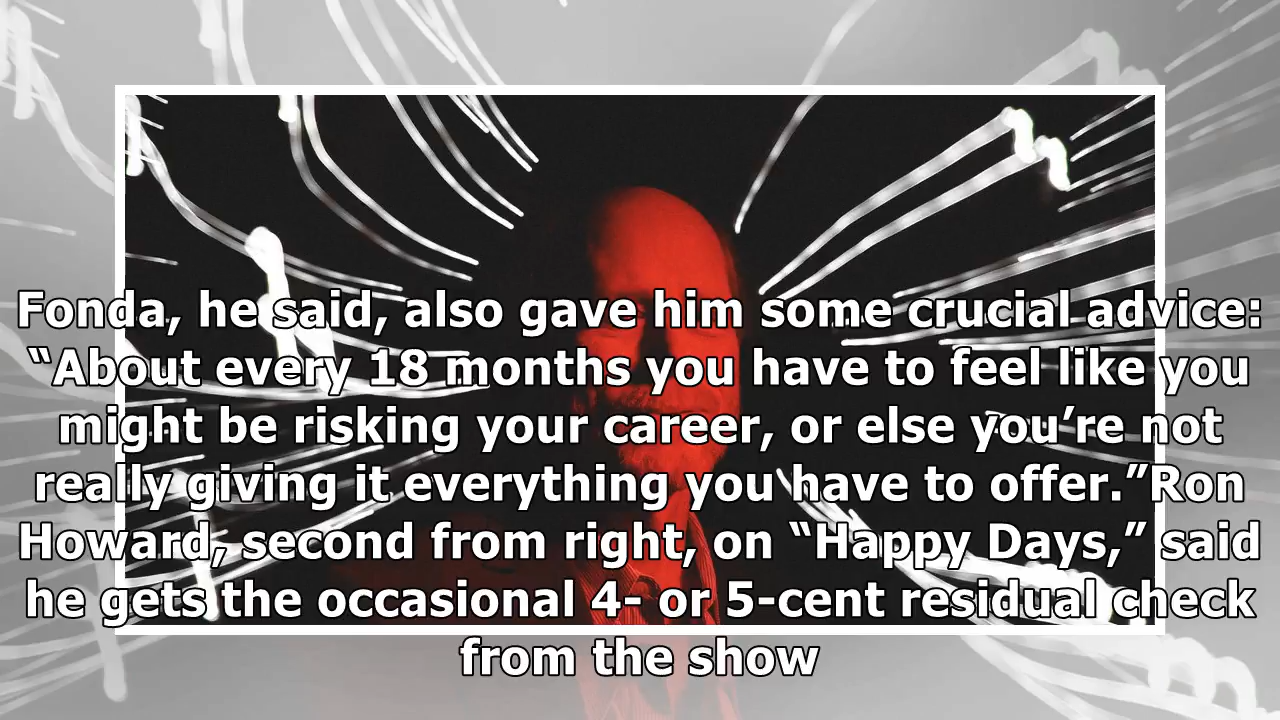 Fonda, he said, also gave him some crucial advice:
“About every 18 months you have to feel like you
might be risking your career, or else you’re not
really giving it everything you have to offer.”Ron
Howard, second from right, on “Happy Days,” said
he gets the occasional 4- or 5-cent residual check
from the show